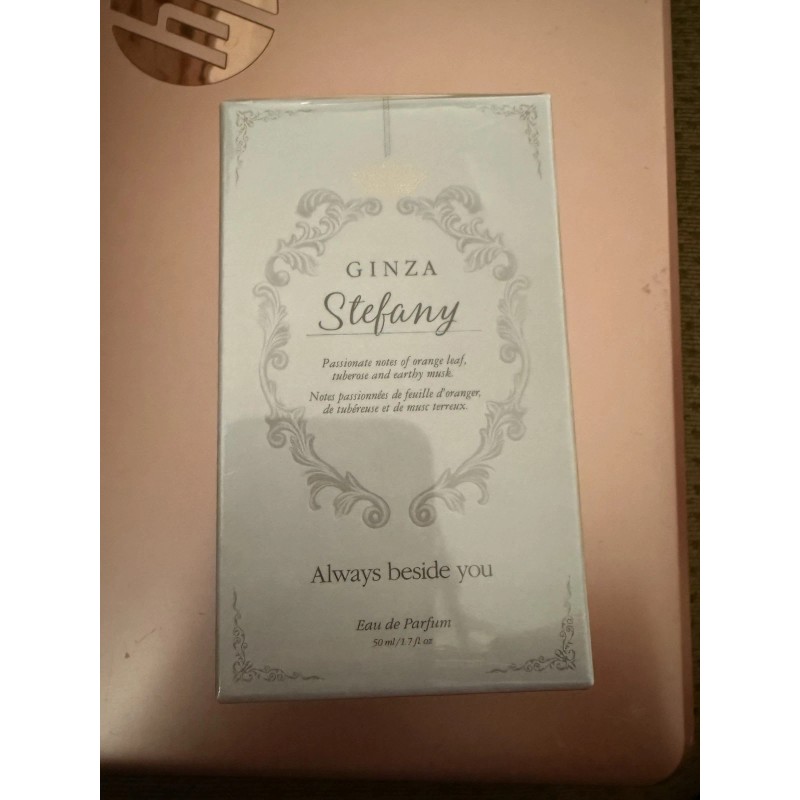 hp
GINZA
Stefany
Passionate notes of orange leaf,
tuberose and earthy musk.
Notes passionnées de feuille d'oranger,
de tubéreuse et de musc terreux.
Always beside you
Eau de Parfum
50 ml/1.7 fl oz